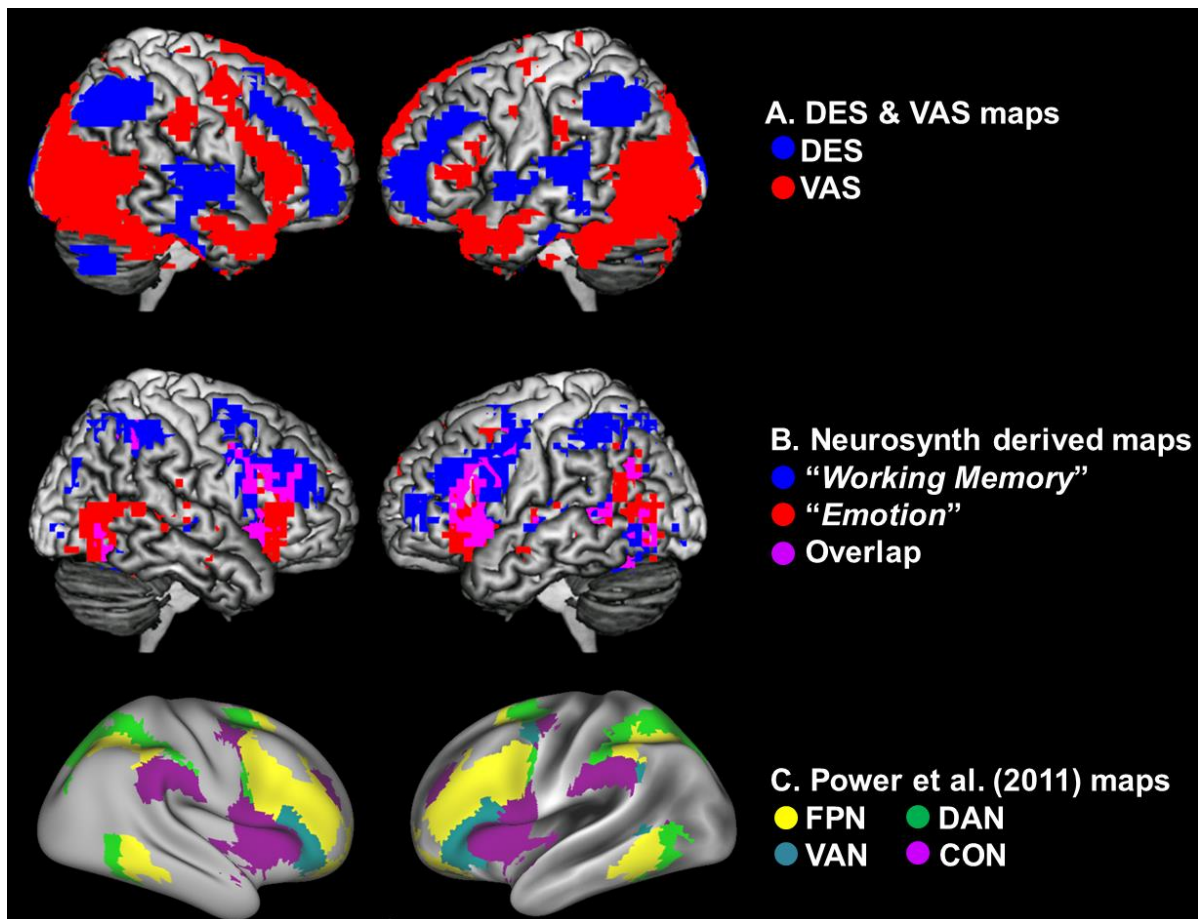 A. DES & VAS maps
DES
VAS
B. Neurosynth derived maps
“Working Memory”
“Emotion”
Overlap
C. Power et al. (2011) maps
FPN DAN
VAN CON